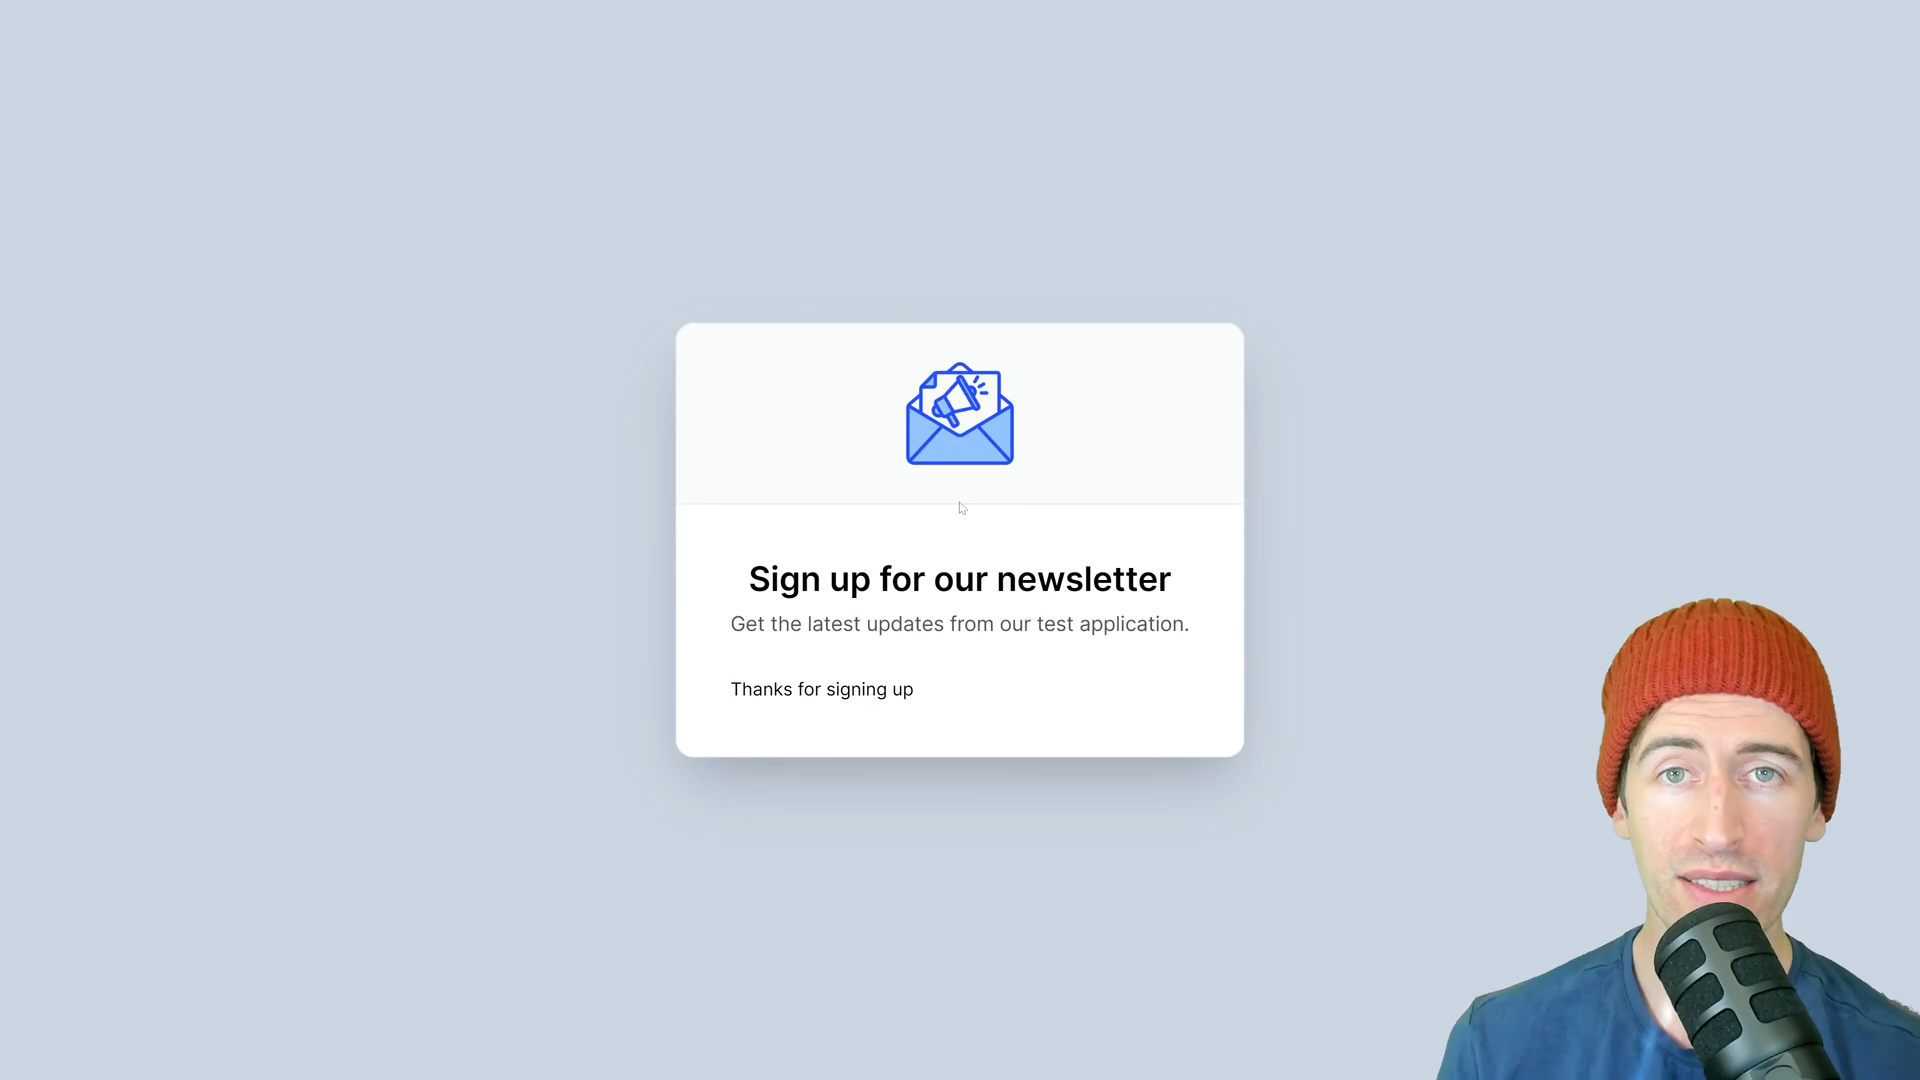 Sign up for our newsletter
Get the latest updates from our test application.
Thanks for signing up